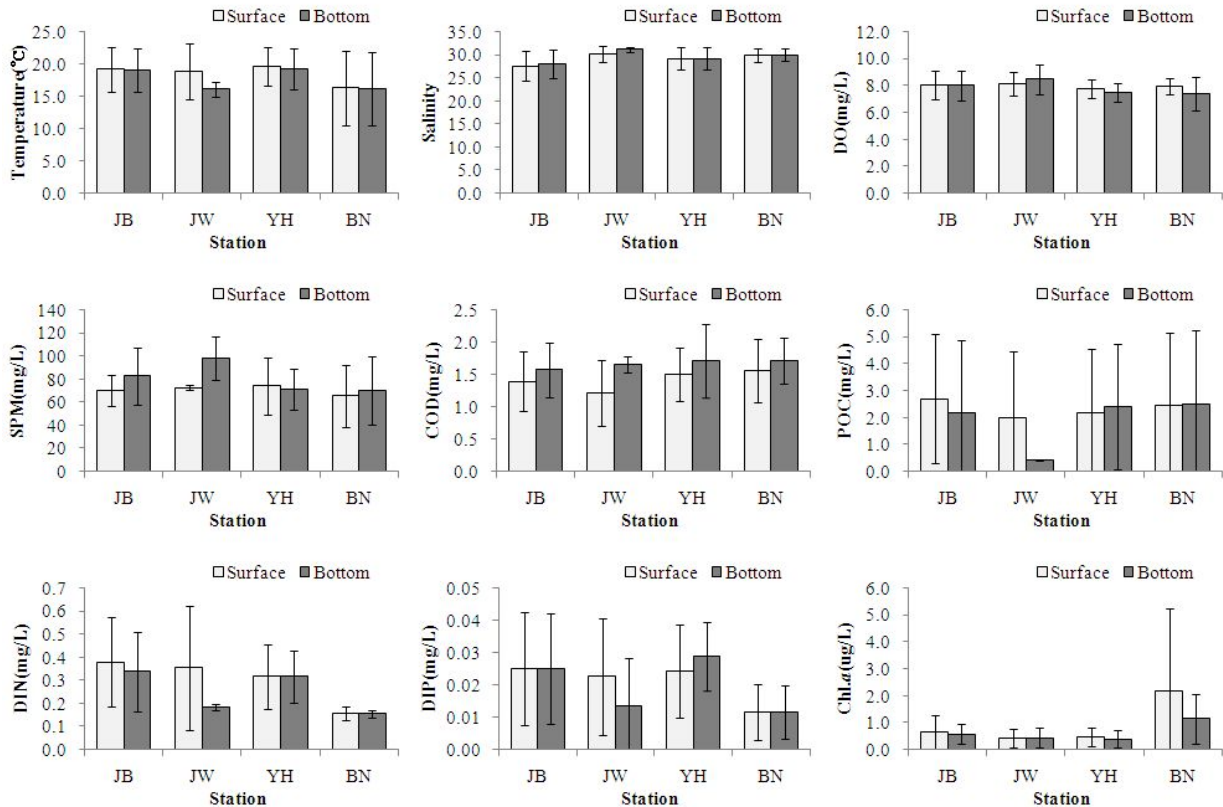 Surface Bottom
Temperature(℃)
25.0
20.0
15.0
10.0
5.0
0.0
JB JW YH BN
Station
Surface Bottom
Salinity
35.0
30.0
25.0
20.0
15.0
10.0
5.0
0.0
JB JW YH BN
Station
Surface Bottom
DO(mg/L)
12.0
10.0
8.0
6.0
4.0
2.0
0.0
JB JW YH BN
Station
Surface Bottom
SPM(mg/L)
140
120
100
80
60
40
20
0
JB JW YH BN
Station
Surface Bottom
COD(mg/L)
2.5
2.0
1.5
1.0
0.5
0.0
JB JW YH BN
Station
Surface Bottom
POC(mg/L)
6.0
5.0
4.0
3.0
2.0
1.0
0.0
JB JW YH BN
Station
Surface Bottom
DIN(mg/L)
0.7
0.6
0.5
0.4
0.3
0.2
0.1
0.0
JB JW YH BN
Station
Surface Bottom
DIP(mg/L)
0.05
0.04
0.03
0.02
0.01
0.00
JB JW YH BN
Station
Surface Bottom
Chl.a(ug/L)
6.0
5.0
4.0
3.0
2.0
1.0
0.0
JB JW YH BN
Station